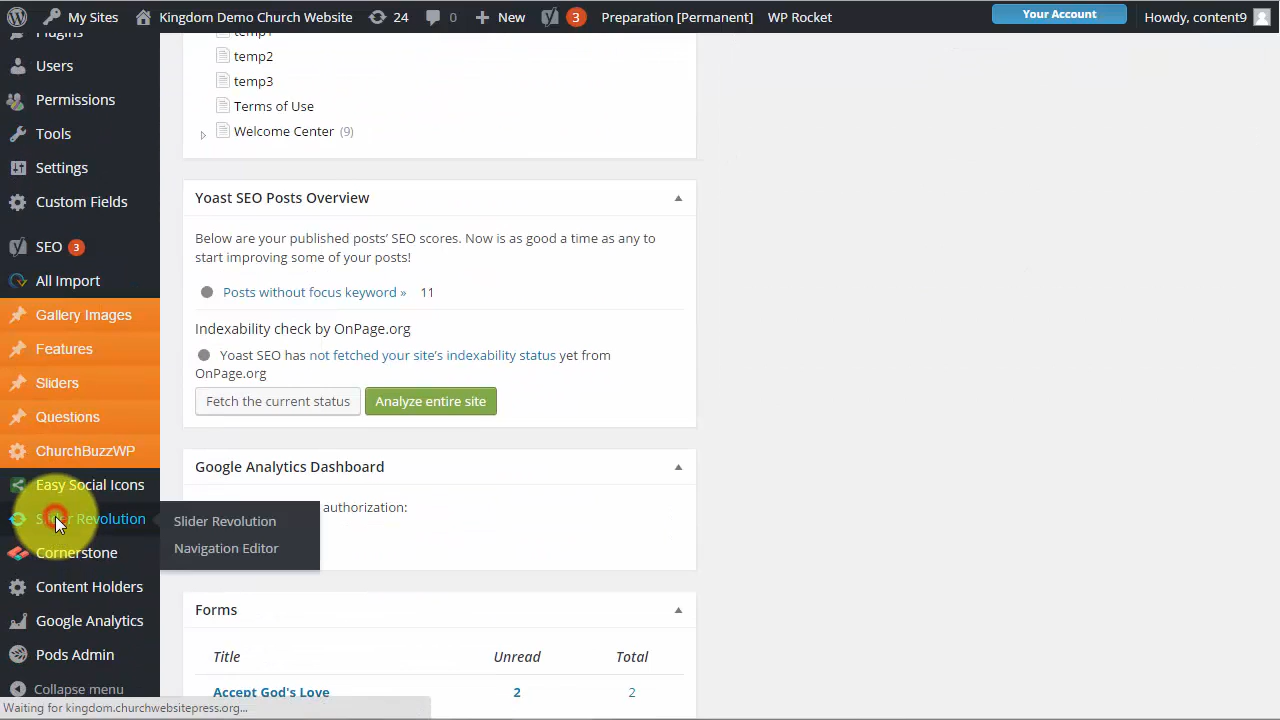 My Sites
Kingdom Demo Church Website
24
0
New
3
Preparation [Permanent]
WP Rocket
Your Account
Howdy, content9
Plugins
Users
Permissions
Tools
Settings
Custom Fields
SEO 3
All Import
Gallery Images
Features
Sliders
Questions
ChurchBuzzWP
Easy Social Icons
Slider Revolution
Cornerstone
Content Holders
Google Analytics
Pods Admin
Collapse menu
Slider Revolution
Navigation Editor
temp1
temp2
temp3
Terms of Use
Welcome Center (9)
Yoast SEO Posts Overview
Below are your published posts' SEO scores. Now is as good a time as any to
start improving some of your posts!
Posts without focus keyword » 11
Indexability check by OnPage.org
Yoast SEO has not fetched your site's indexability status yet from
OnPage.org
Fetch the current status
Analyze entire site
Google Analytics Dashboard
authorization:
Forms
Title Unread Total
Accept God's Love 2 2
Waiting for kingdom.churchwebsitepress.org...